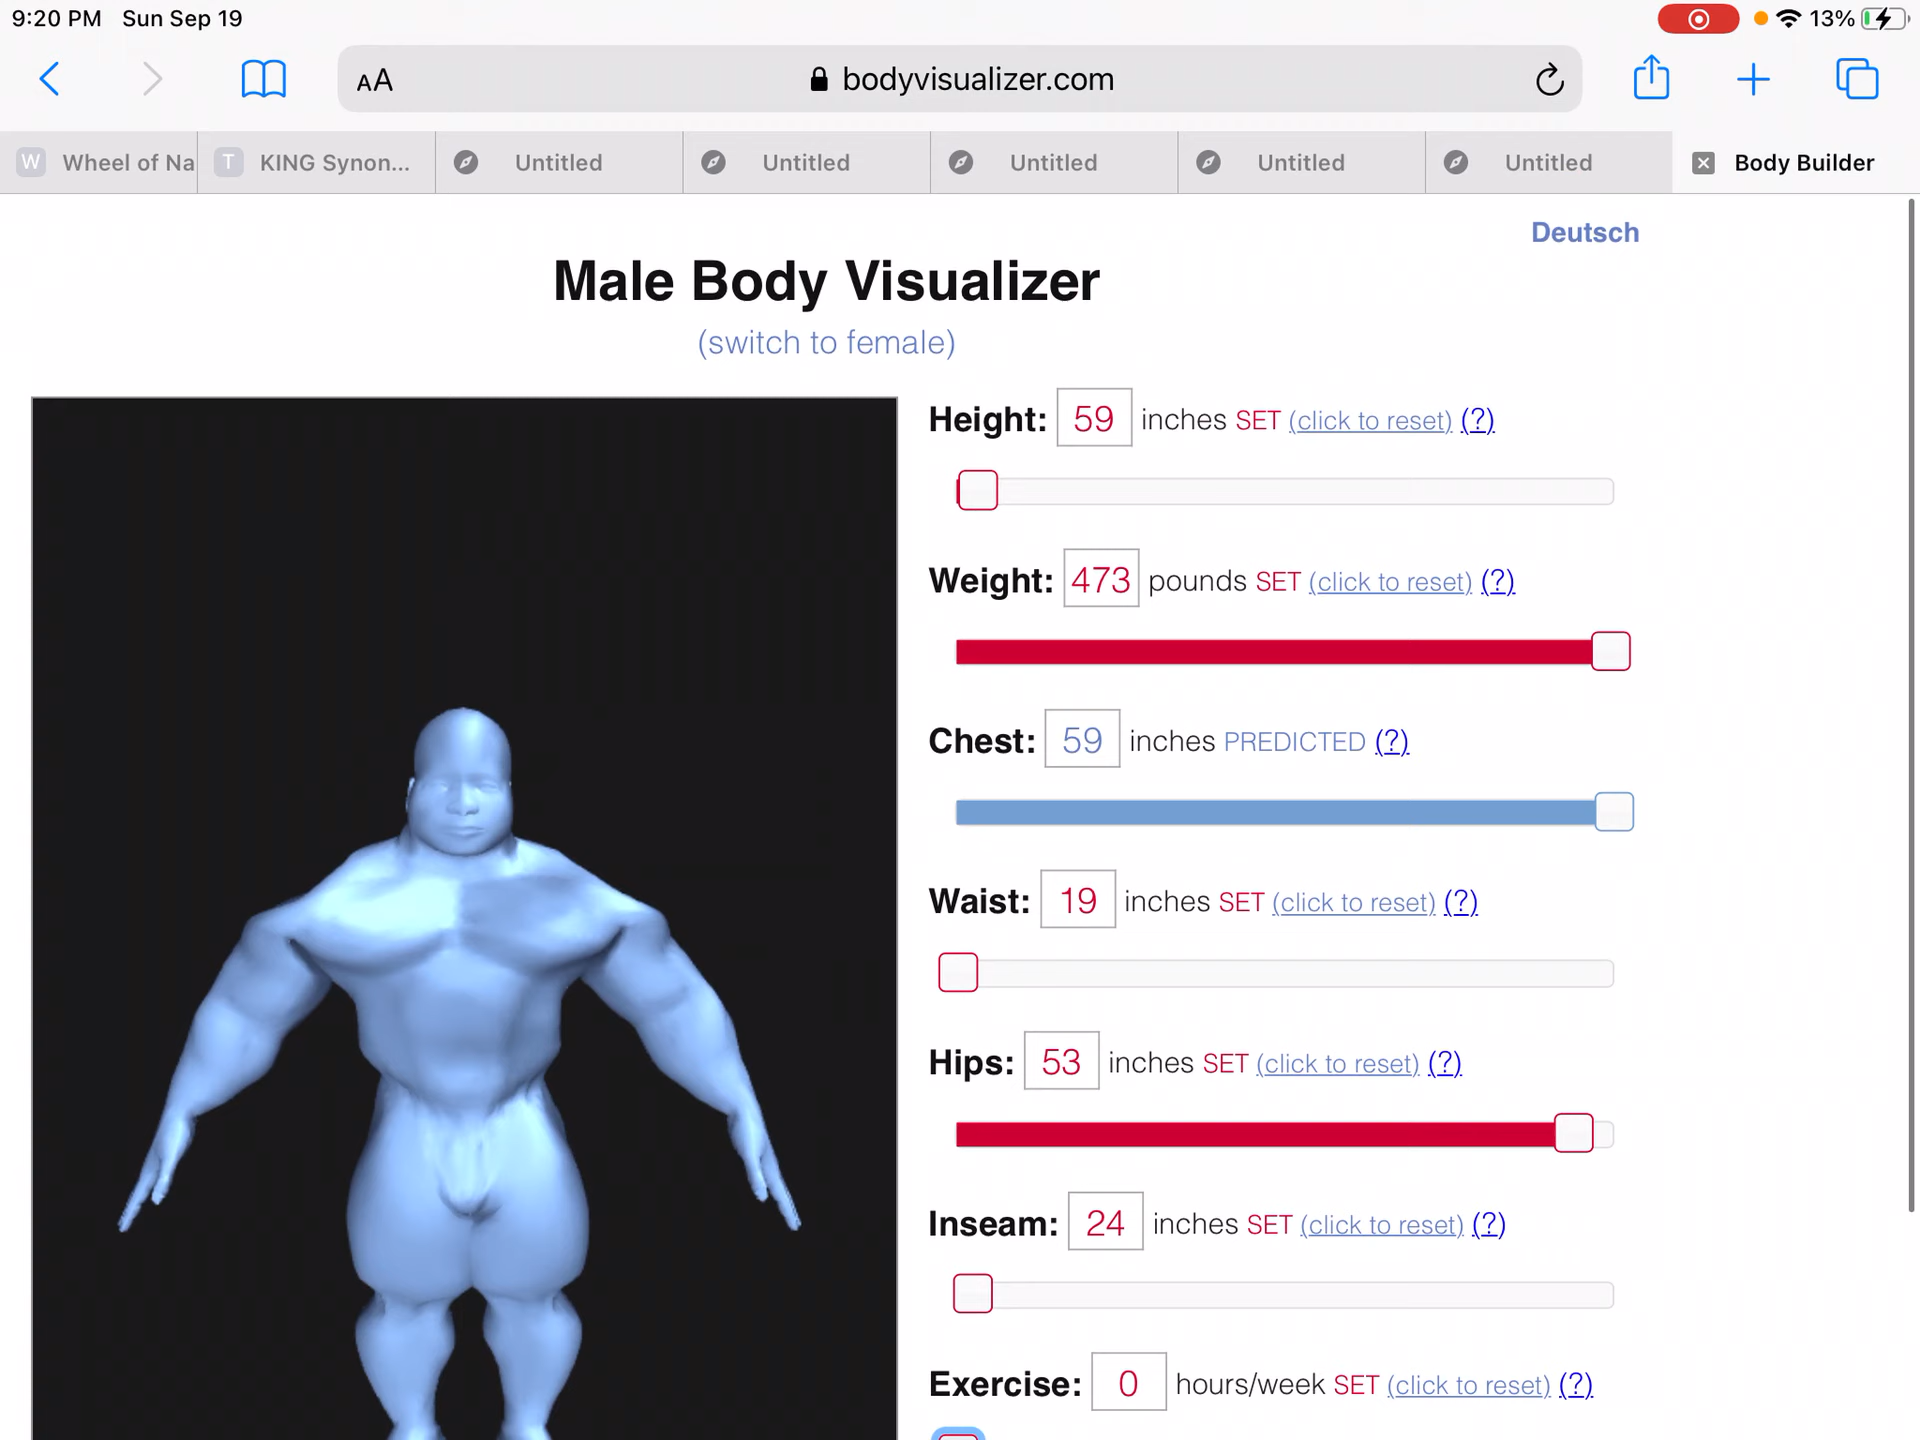 9:20 PM Sun Sep 19
13%
AA bodyvisualizer.com
W Wheel of Na
T KING Synon...
Untitled
Untitled
Untitled
Untitled
Untitled
Body Builder
Deutsch
Male Body Visualizer
(switch to female)
Height: 59 inches SET (click to reset) (?)
Weight: 473 pounds SET (click to reset) (?)
Chest: 59 inches PREDICTED (?)
Waist: 19 inches SET (click to reset) (?)
Hips: 53 inches SET (click to reset) (?)
Inseam: 24 inches SET (click to reset) (?)
Exercise: 0 hours/week SET (click to reset) (?)